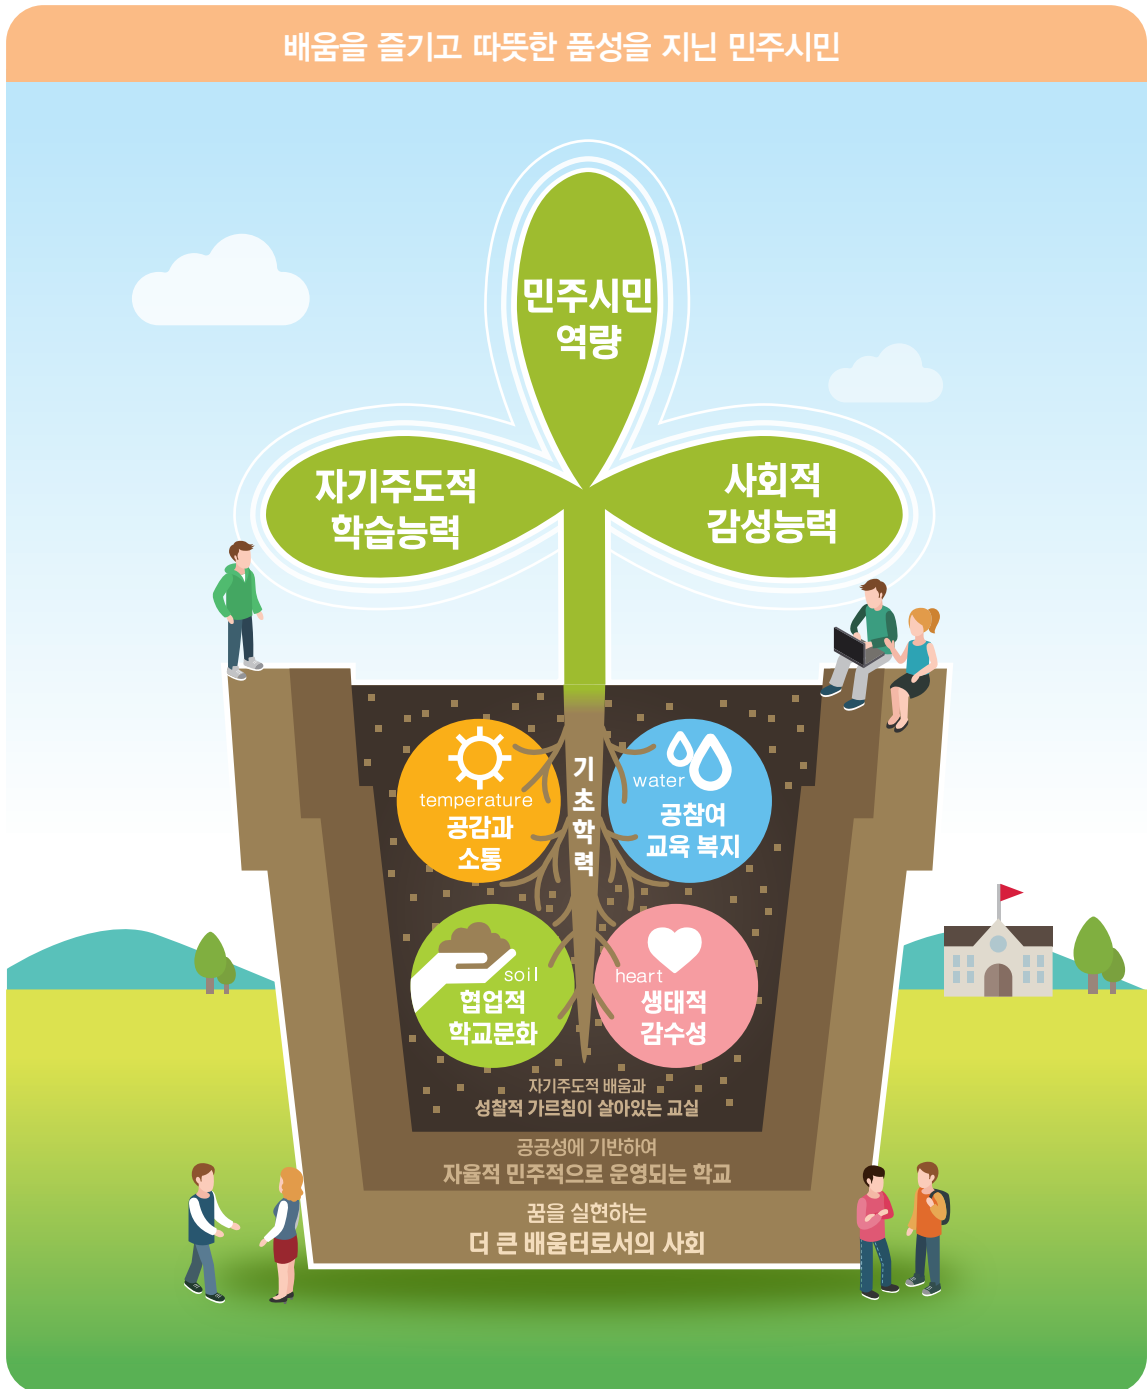 배움을 즐기고 따뜻한 품성을 지닌 민주시민
민주시민
역량
자기주도적
학습능력
사회적
감성능력
기
초
학
력
temperature
공감과
소통
water
공참여
교육 복지
soil
협업적
학교문화
heart
생태적
감수성
자기주도적 배움과
성찰적 가르침이 살아있는 교실
공공성에 기반하여
자율적 민주적으로 운영되는 학교
꿈을 실현하는
더 큰 배움터로서의 사회